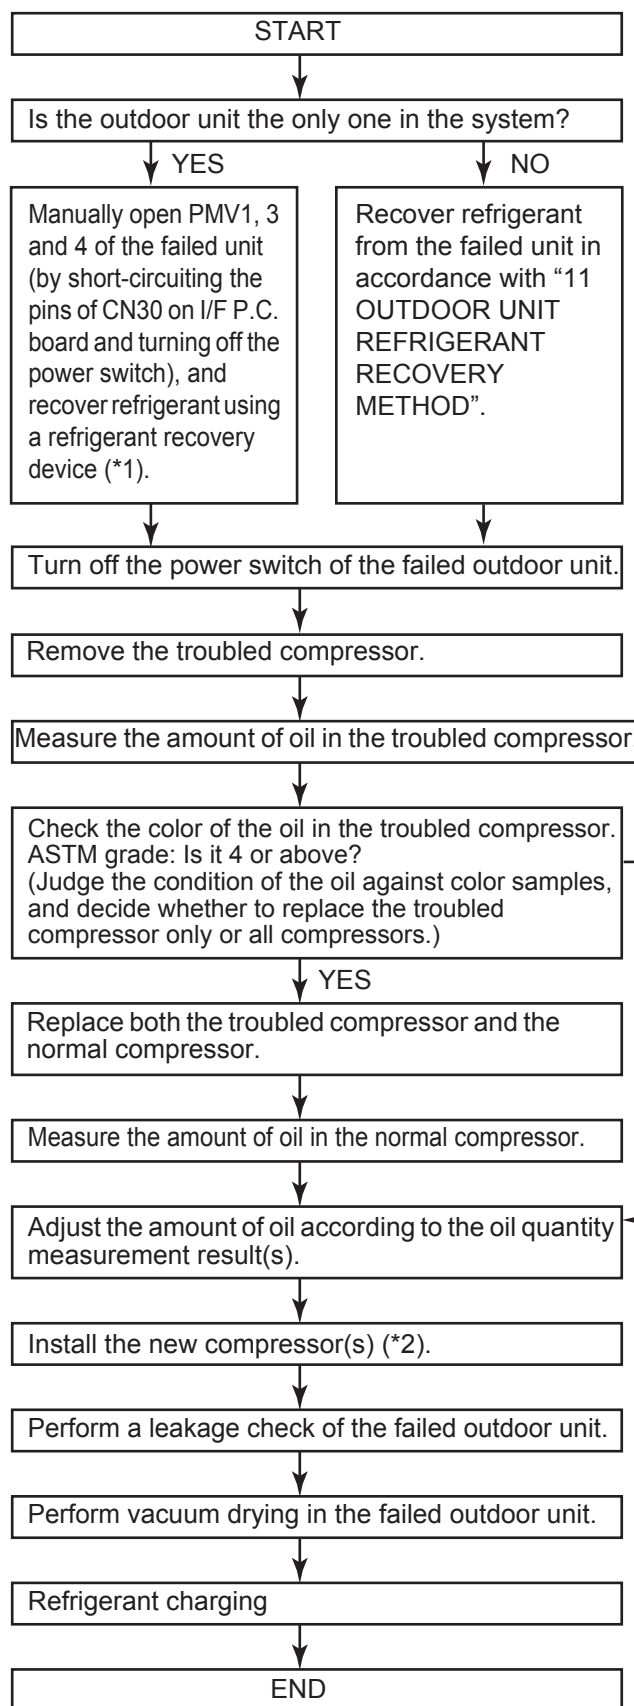 START
Is the outdoor unit the only one in the system?
YES
NO
Manually open PMV1, 3
and 4 of the failed unit
(by short-circuiting the
pins of CN30 on I/F P.C.
board and turning off the
power switch), and
recover refrigerant using
a refrigerant recovery
device (*1).
Recover refrigerant
from the failed unit in
accordance with “11
OUTDOOR UNIT
REFRIGERANT
RECOVERY
METHOD”.
Turn off the power switch of the failed outdoor unit.
Remove the troubled compressor.
Measure the amount of oil in the troubled compressor.
Check the color of the oil in the troubled compressor.
ASTM grade: Is it 4 or above?
(Judge the condition of the oil against color samples,
and decide whether to replace the troubled
compressor only or all compressors.)
YES
Replace both the troubled compressor and the
normal compressor.
Measure the amount of oil in the normal compressor.
Adjust the amount of oil according to the oil quantity
measurement result(s).
Install the new compressor(s) (*2).
Perform a leakage check of the failed outdoor unit.
Perform vacuum drying in the failed outdoor unit.
Refrigerant charging
END